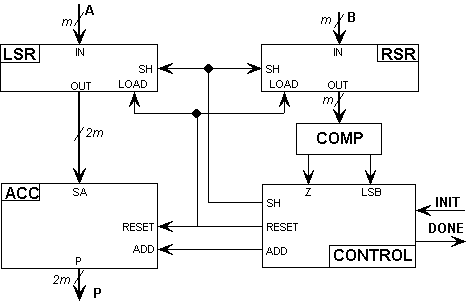 A
m
B
m
LSR
IN
SH
LOAD
OUT
IN
RSR
SH
LOAD
OUT
2m
m
COMP
ACC
SA
RESET
ADD
P
Z
LSB
SH
RESET
ADD
CONTROL
INIT
DONE
2m
P